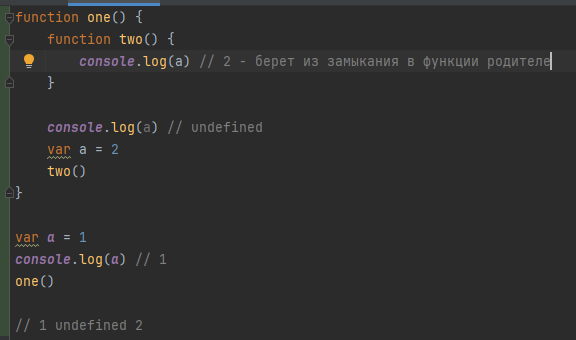 function one() {
    function two() {
        console.log(a) // 2 - берет из замыкания в функции родителе
    }
    console.log(a) // undefined
    var a = 2
    two()
}
var a = 1
console.log(a) // 1
one()
// 1 undefined 2